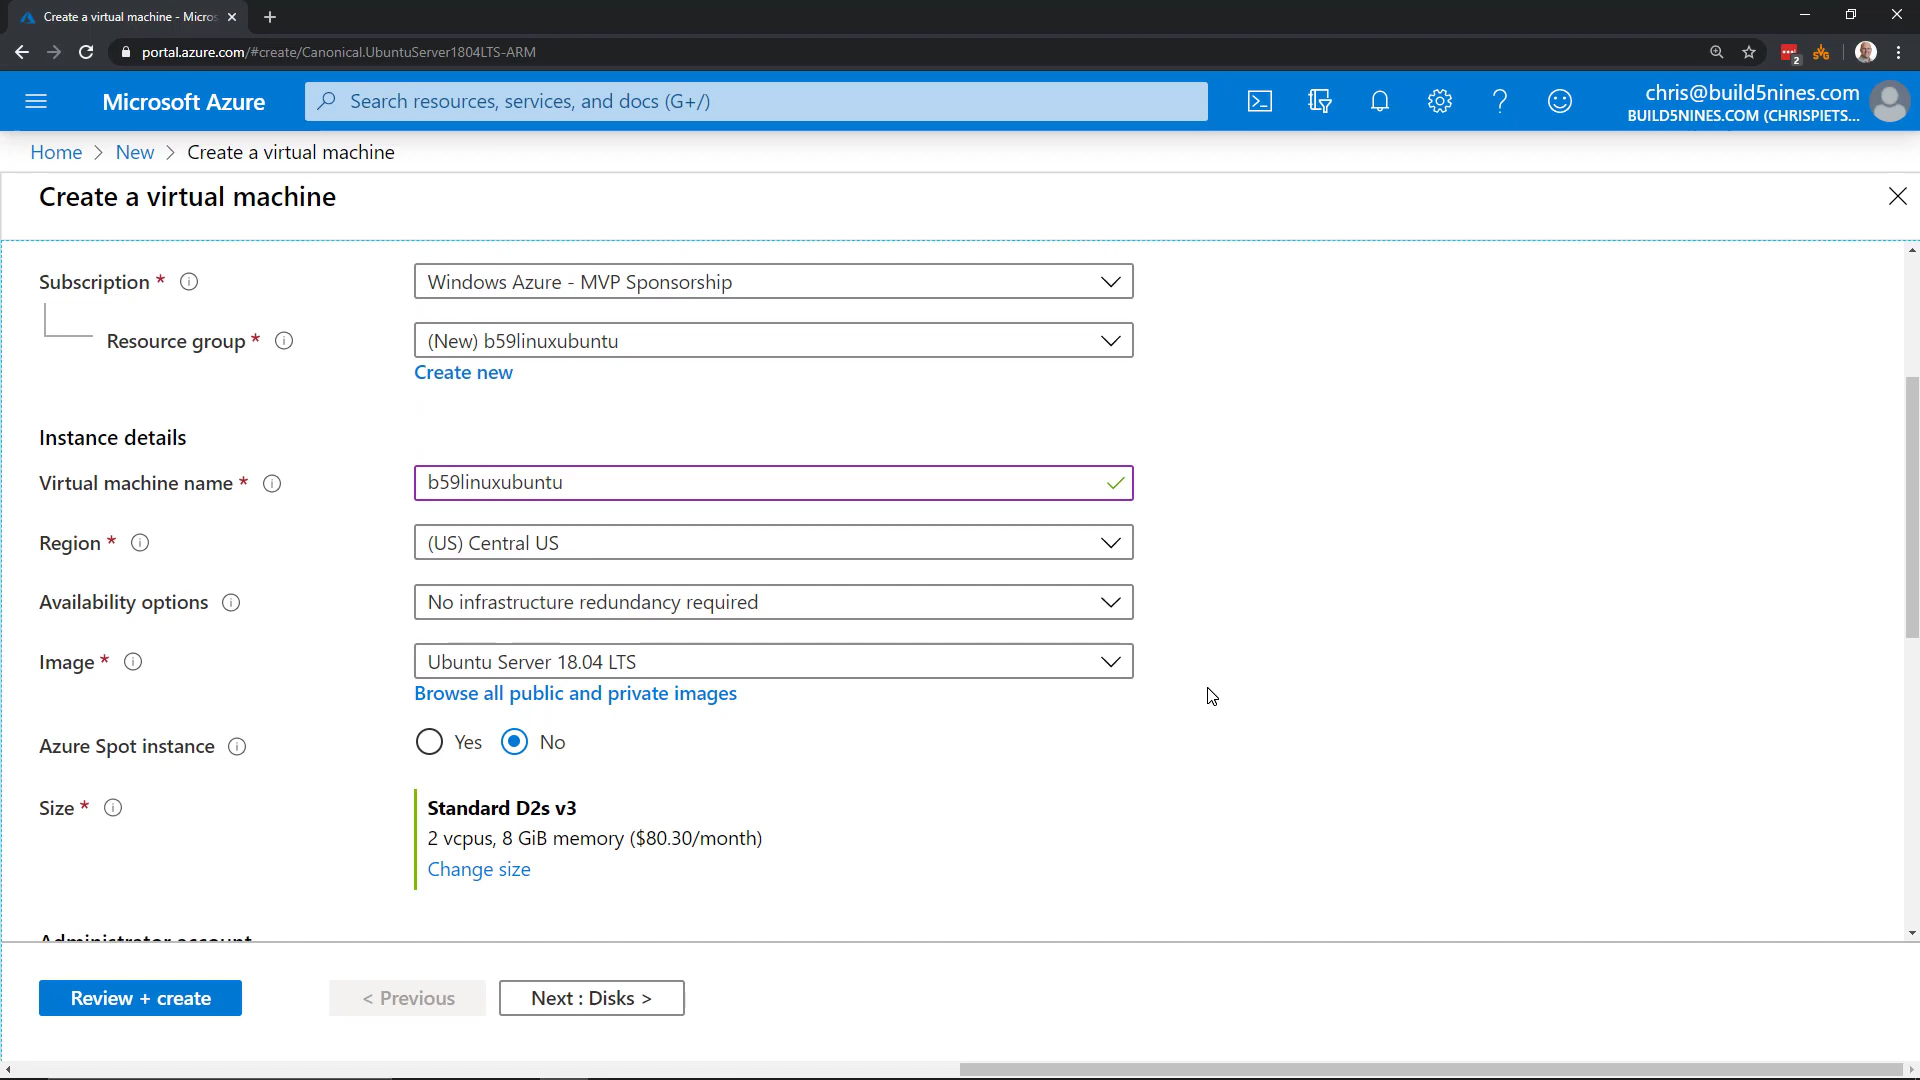 Create a virtual machine - Micros
portal.azure.com/#create/Canonical.UbuntuServer1804LTS-ARM
2
Microsoft Azure
Search resources, services, and docs (G+/)
chris@build5nines.com
BUILD5NINES.COM (CHRISPIETS...
Home > New > Create a virtual machine
Create a virtual machine
Subscription *
Windows Azure - MVP Sponsorship
Resource group *
(New) b59linuxubuntu
Create new
Instance details
Virtual machine name *
b59linuxubuntu
Region *
(US) Central US
Availability options
No infrastructure redundancy required
Image *
Ubuntu Server 18.04 LTS
Browse all public and private images
Azure Spot instance
Yes No
Size *
Standard D2s v3
2 vcpus, 8 GiB memory ($80.30/month)
Change size
Administrator account
Review + create
< Previous
Next : Disks >